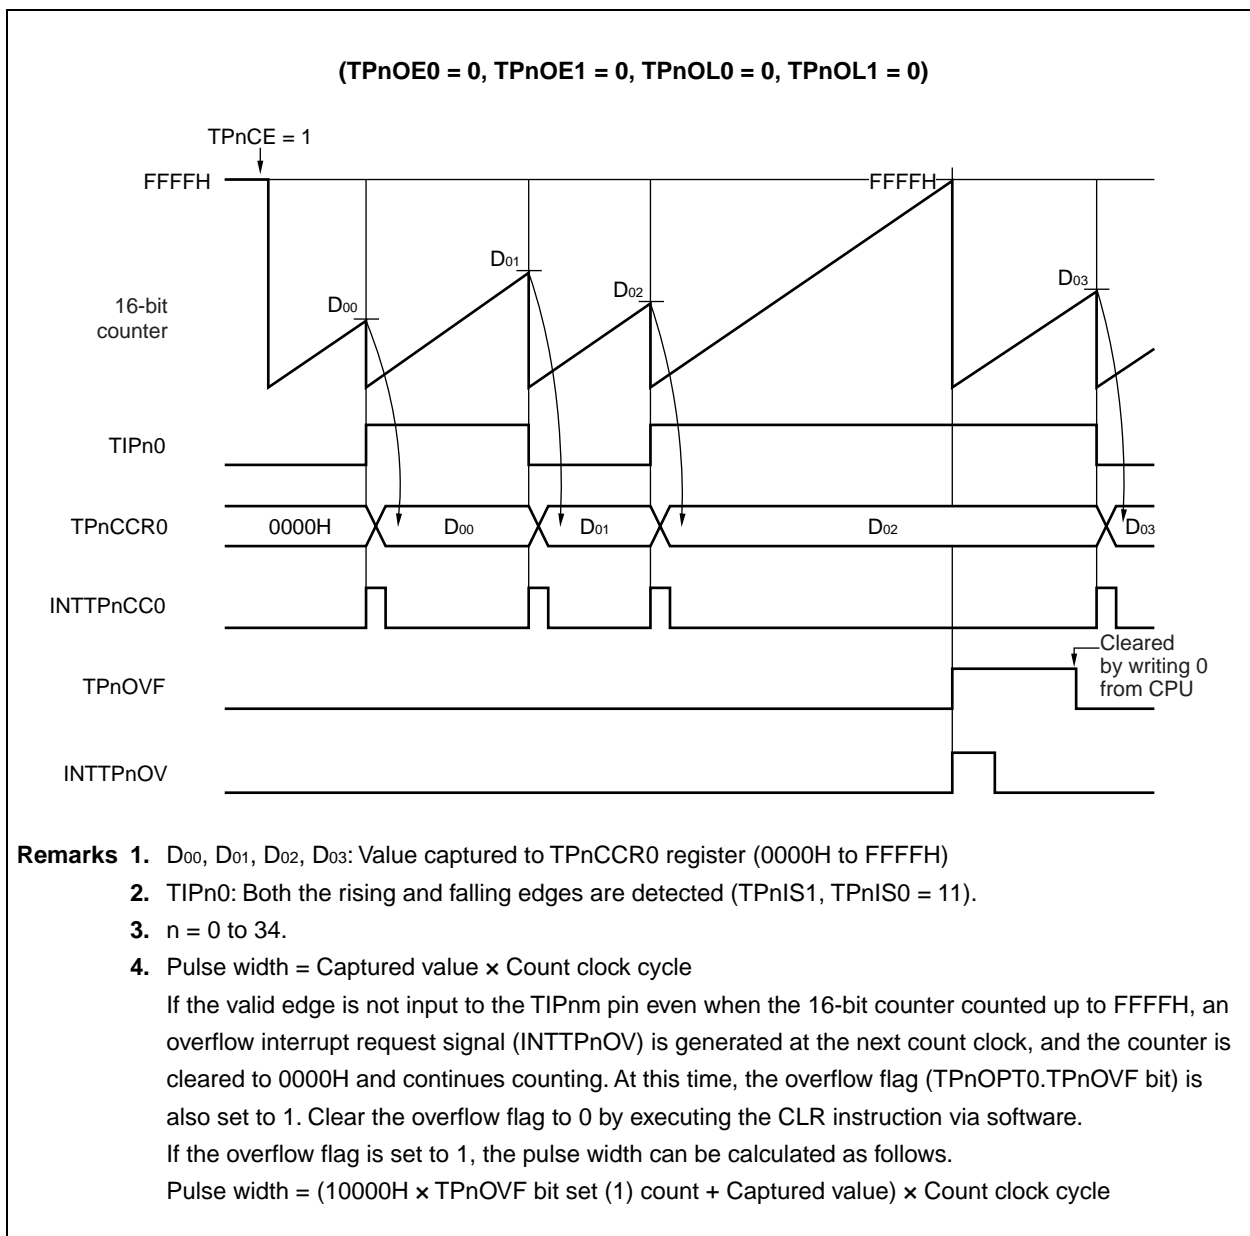 (TPnOE0 = 0, TPnOE1 = 0, TPnOL0 = 0, TPnOL1 = 0)
TPnCE = 1
FFFFH
FFFFH
D01
D03
D02
D00
16-bit
counter
TIPn0
TPnCCR0
0000H
D00
D01
D02
D03
INTTPnCC0
Cleared
by writing 0
from CPU
TPnOVF
INTTPnOV
Remarks 1. D00, D01, D02, D03: Value captured to TPnCCR0 register (0000H to FFFFH)
2. TIPn0: Both the rising and falling edges are detected (TPnIS1, TPnIS0 = 11).
3. n = 0 to 34.
4. Pulse width = Captured value × Count clock cycle
If the valid edge is not input to the TIPnm pin even when the 16-bit counter counted up to FFFFH, an
overflow interrupt request signal (INTTPnOV) is generated at the next count clock, and the counter is
cleared to 0000H and continues counting. At this time, the overflow flag (TPnOPT0.TPnOVF bit) is
also set to 1. Clear the overflow flag to 0 by executing the CLR instruction via software.
If the overflow flag is set to 1, the pulse width can be calculated as follows.
Pulse width = (10000H × TPnOVF bit set (1) count + Captured value) × Count clock cycle